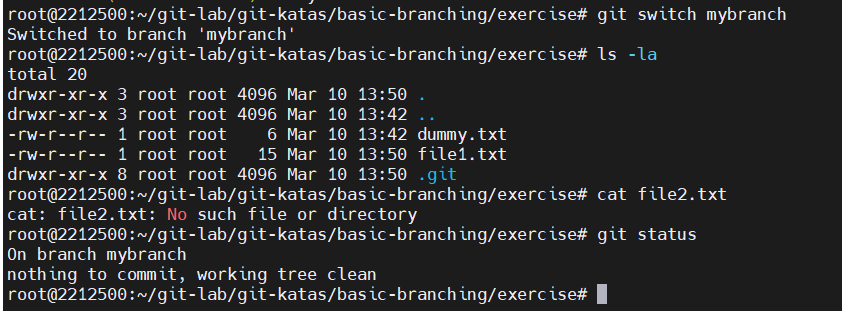 root@2212500:~/git-lab/git-katas/basic-branching/exercise# git switch mybranch
Switched to branch 'mybranch'
root@2212500:~/git-lab/git-katas/basic-branching/exercise# ls -la
total 20
drwxr-xr-x 3 root root 4096 Mar 10 13:50 .
drwxr-xr-x 3 root root 4096 Mar 10 13:42 ..
-rw-r--r-- 1 root root    6 Mar 10 13:42 dummy.txt
-rw-r--r-- 1 root root   15 Mar 10 13:50 file1.txt
drwxr-xr-x 8 root root 4096 Mar 10 13:50 .git
root@2212500:~/git-lab/git-katas/basic-branching/exercise# cat file2.txt
cat: file2.txt: No such file or directory
root@2212500:~/git-lab/git-katas/basic-branching/exercise# git status
On branch mybranch
nothing to commit, working tree clean
root@2212500:~/git-lab/git-katas/basic-branching/exercise#